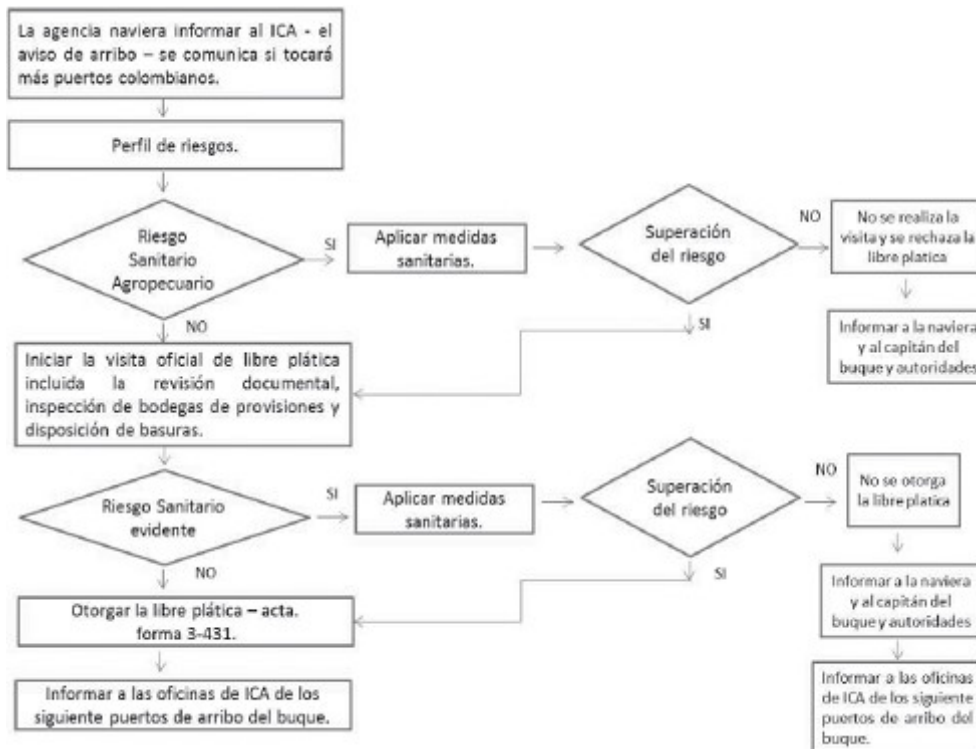 La agencia naviera informar al ICA - el
aviso de arribo – se comunica si tocará
más puertos colombianos.
Perfil de riesgos.
Riesgo
Sanitario
Agropecuario
SI
Aplicar medidas
sanitarias.
Superación
del riesgo
NO
No se realiza la
visita y se rechaza la
libre platica
Informar a la naviera
y al capitán del
buque y autoridades
SI
NO
Iniciar la visita oficial de libre plática
incluida la revisión documental,
inspección de bodegas de provisiones y
disposición de basuras.
Riesgo Sanitario
evidente
SI
Aplicar medidas
sanitarias.
Superación
del riesgo
NO
No se otorga
la libre platica
Informar a la naviera
y al capitán del
buque y autoridades
Informar a las oficinas
de ICA de los siguiente
puertos de arribo del
buque.
SI
NO
Otorgar la libre plática – acta.
forma 3-431.
Informar a las oficinas de ICA de los
siguiente puertos de arribo del buque.